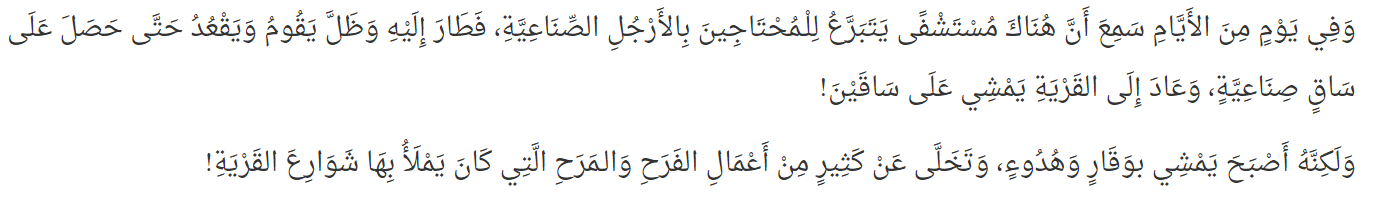 وَفِي يَوْمٍ مِنَ الأَيَّامِ سَمِعَ أَنَّ هُنَاكَ مُسْتَشْفًى يَتَبَرَّعُ لِلْمُحْتَاجِينَ بِالأَرْجُلِ الصِّنَاعِيَّةِ، فَطَارَ إِلَيْهِ وَظَلَّ يَقُومُ وَيَقْعُدُ حَتَّى حَصَلَ عَلَى
سَاقٍ صِنَاعِيَّةٍ، وَعَادَ إِلَى القَرْيَةِ يَمْشِي عَلَى سَاقَيْنَ!
وَلَكِنَّهُ أَصْبَحَ يَمْشِي بوَقَارٍ وَهُدُوءٍ، وَتَخَلَّى عَنْ كَثِيرٍ مِنْ أَعْمَالِ الفَرَحِ وَالمَرَحِ الَّتِي كَانَ يَمْلَأُ بِهَا شَوَارِعَ القَرْيَةِ!